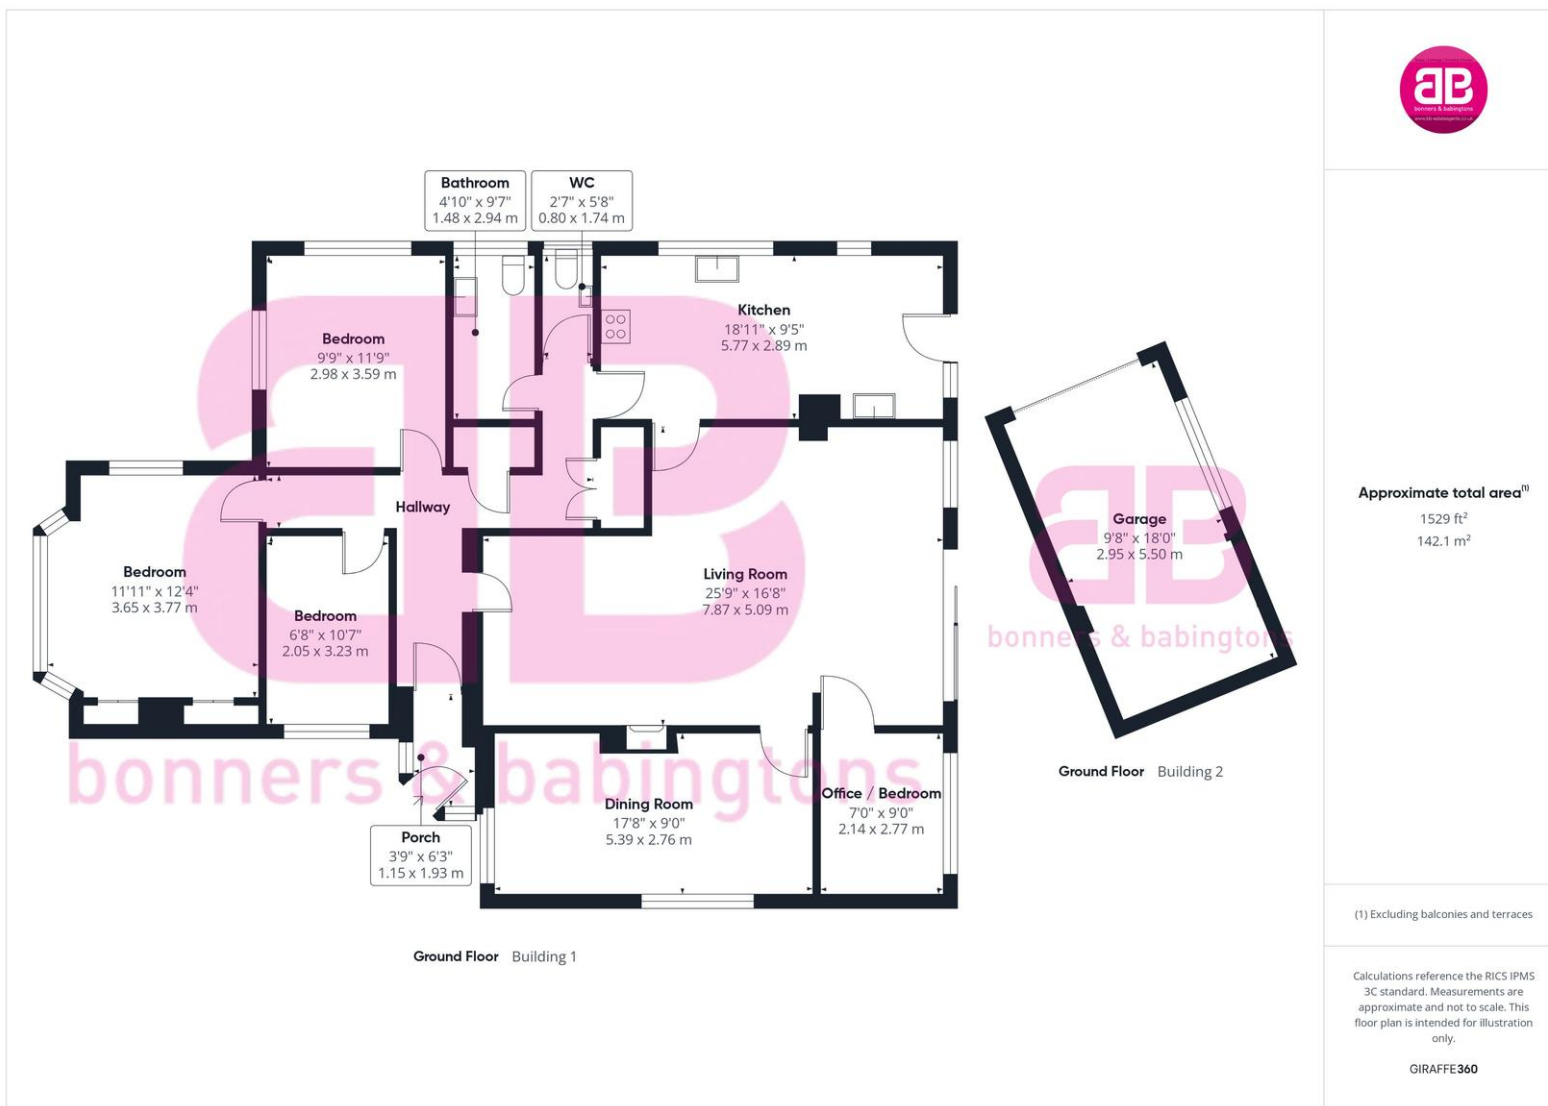 Bathroom
4'10" x 9'7"
1.48 x 2.94 m
WC
2'7" x 5'8"
0.80 x 1.74 m
Kitchen
18'11" x 9'5"
5.77 x 2.89 m
Bedroom
9'9" x 11'9"
2.98 x 3.59 m
Hallway
Bedroom
11'11" x 12'4"
3.65 x 3.77 m
Bedroom
6'8" x 10'7"
2.05 x 3.23 m
Living Room
25'9" x 16'8"
7.87 x 5.09 m
Dining Room
17'8" x 9'0"
5.39 x 2.76 m
Office / Bedroom
7'0" x 9'0"
2.14 x 2.77 m
Porch
3'9" x 6'3"
1.15 x 1.93 m
bonners & babingtons
Ground Floor Building 1
Garage
9'8" x 18'0"
2.95 x 5.50 m
bonners & babingtons
Ground Floor Building 2
BB
bonners & babingtons
www.bb-estateagents.co.uk
Approximate total area(1)
1529 ft²
142.1 m²
(1) Excluding balconies and terraces
Calculations reference the RICS IPMS
3C standard. Measurements are
approximate and not to scale. This
floor plan is intended for illustration
only.
GIRAFFE360